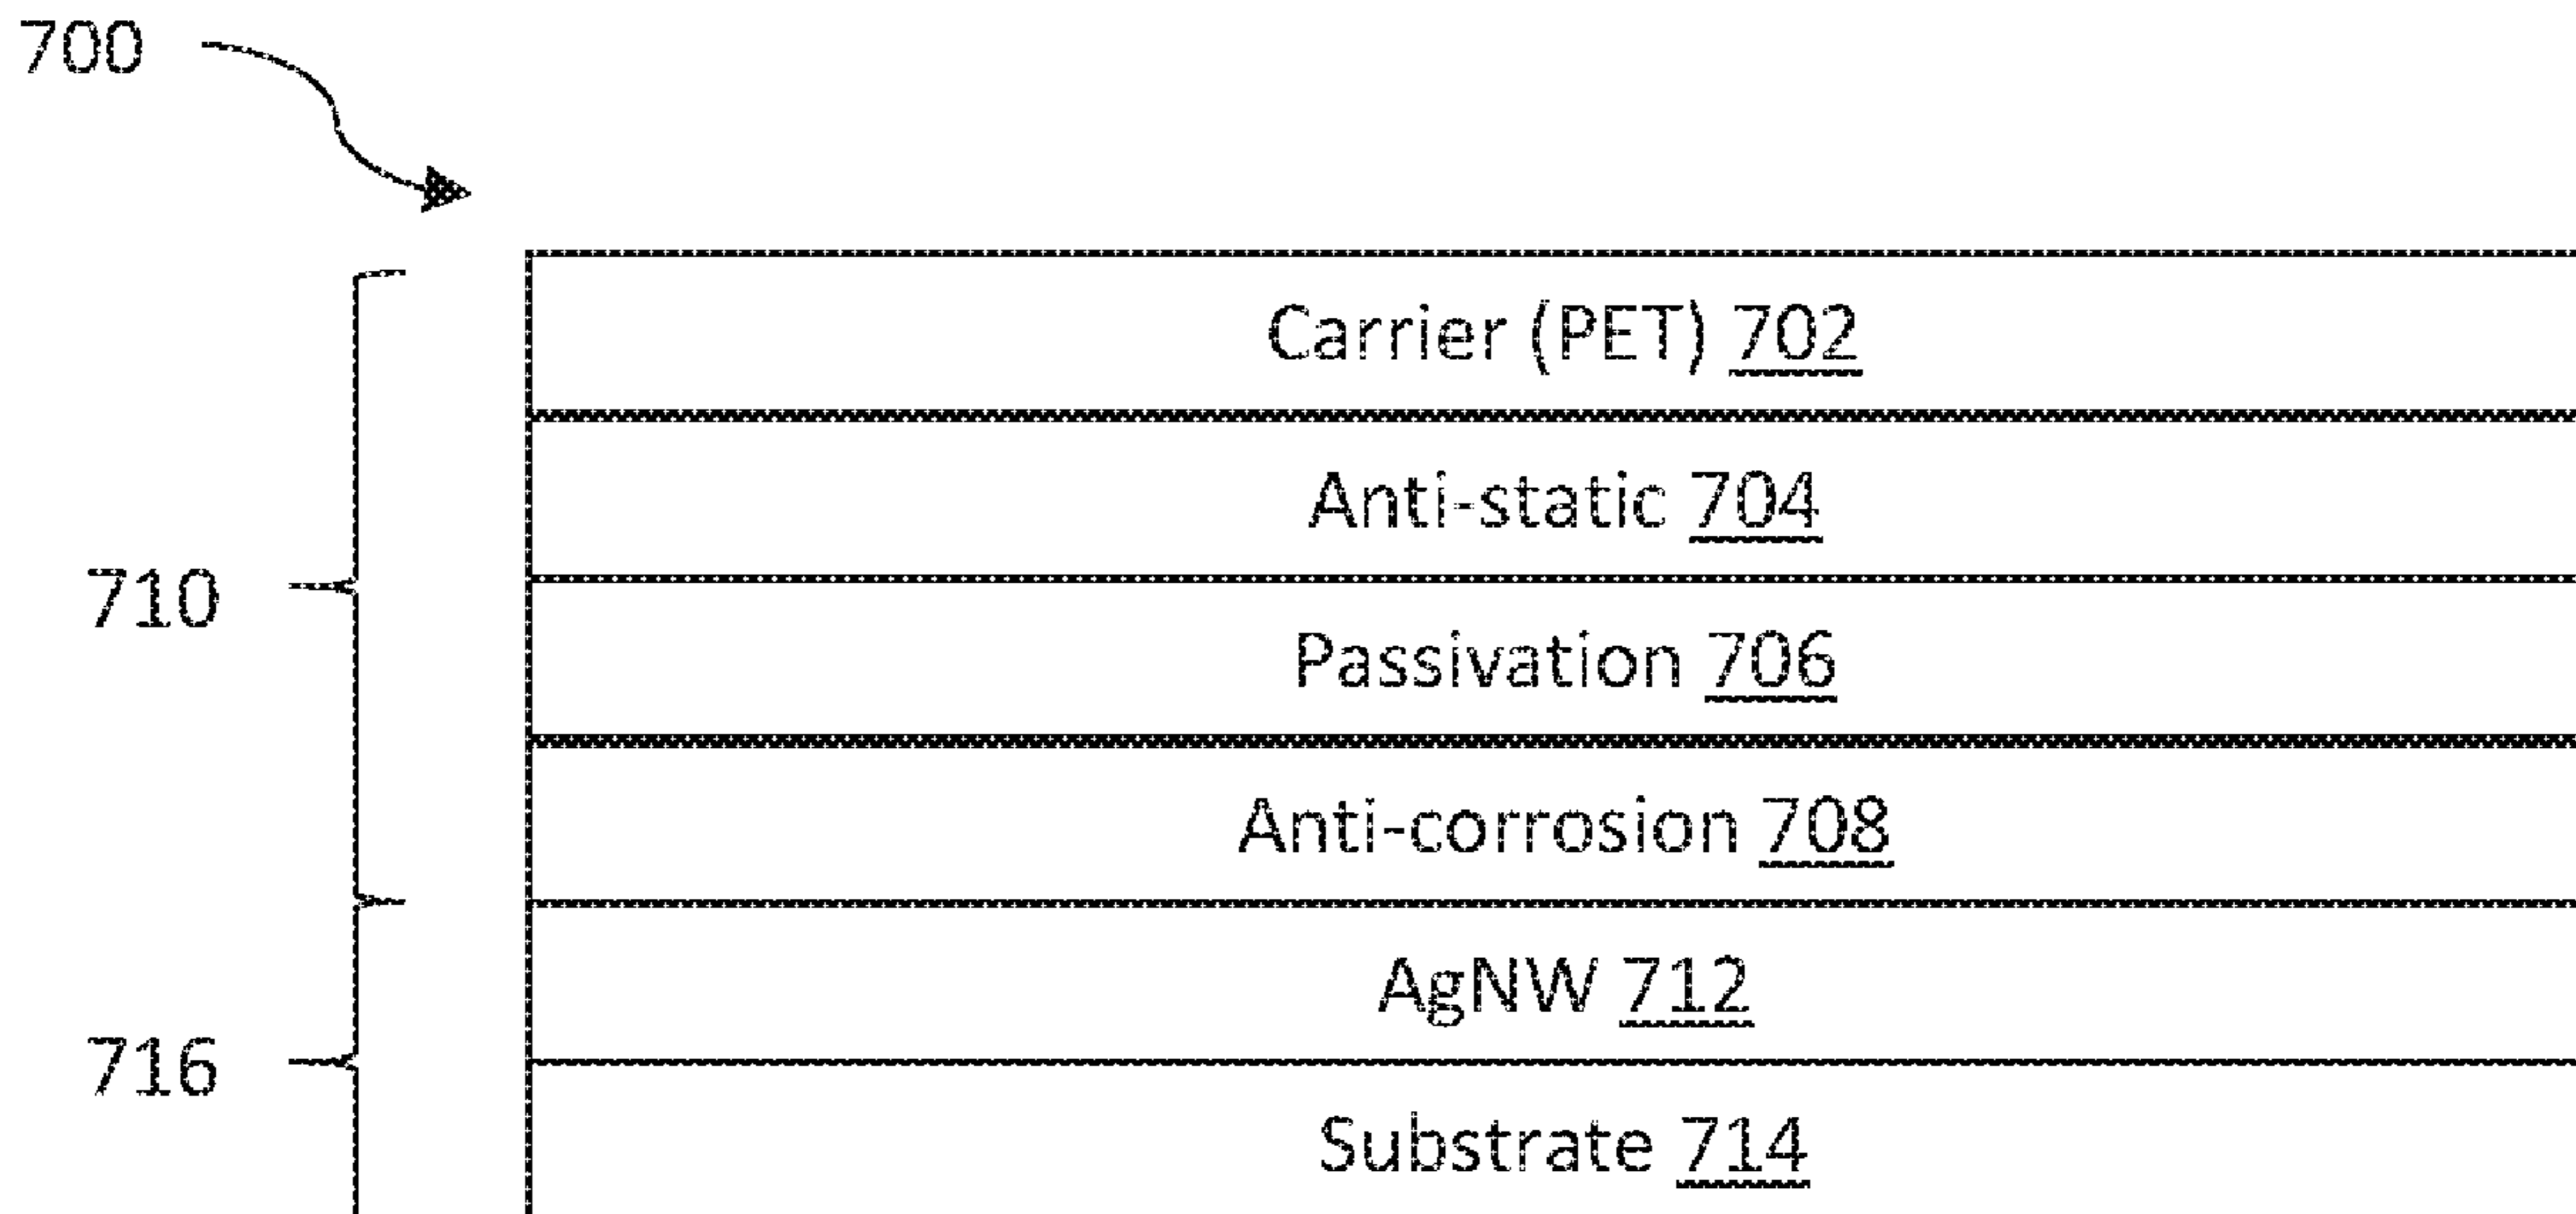 700
Carrier (PET) 702
Anti-static 704
710
Passivation 706
Anti-corrosion 708
AgNW 712
716
Substrate 714